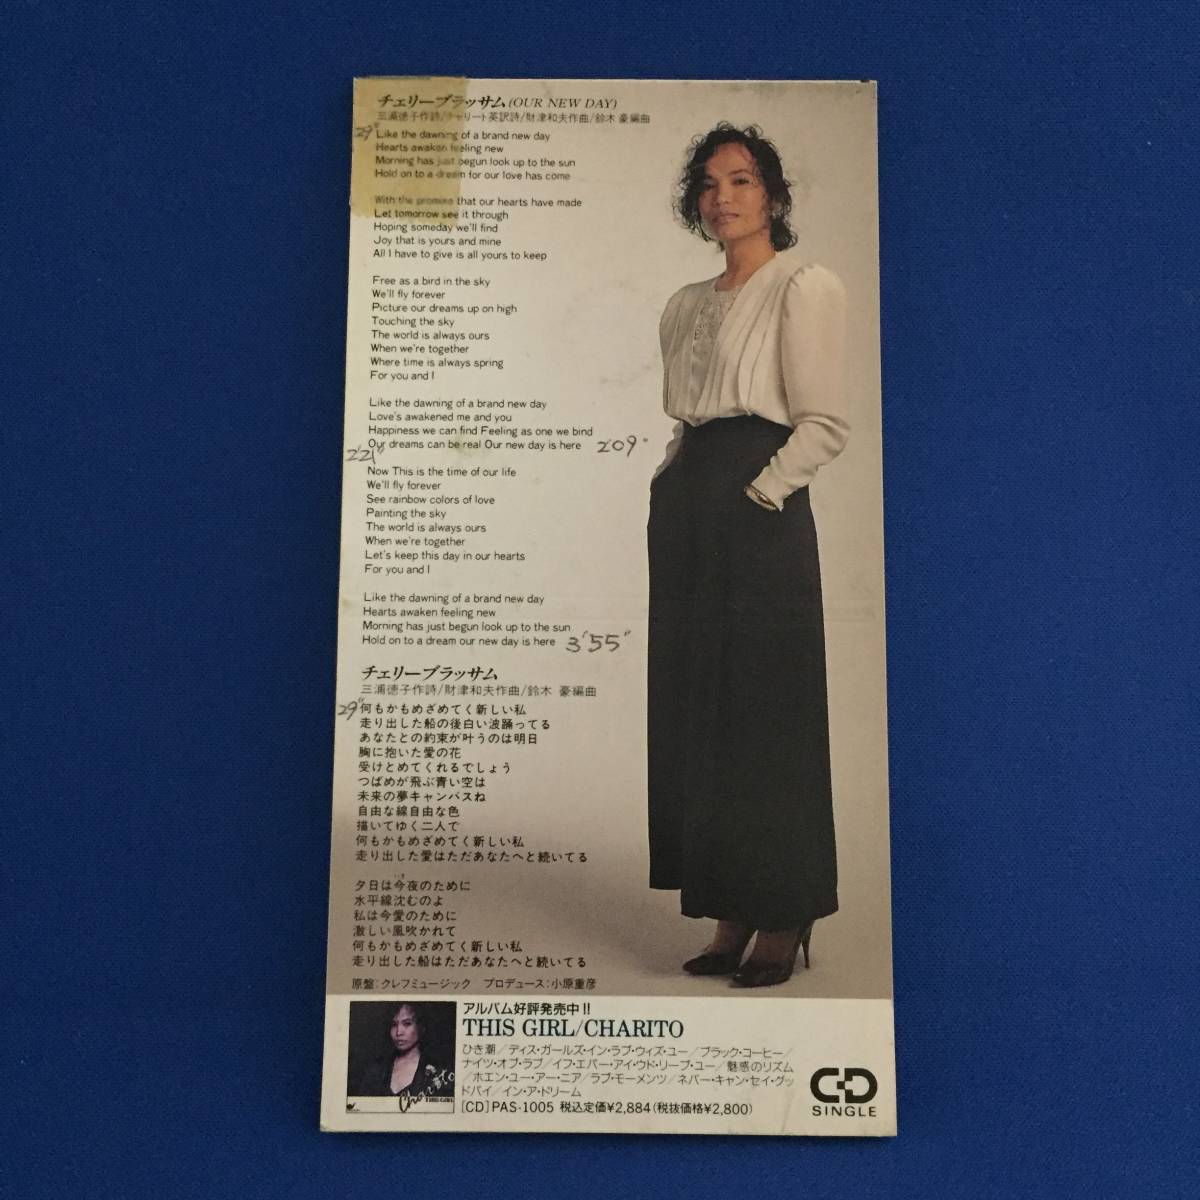 チェリーブラッサム(OUR NEW DAY)
三浦徳子作詩/チャリート英訳詩/財津和夫作曲/鈴木 豪編曲
29"
Like the dawning of a brand new day
Hearts awaken feeling new
Morning has just begun look up to the sun
Hold on to a dream for our love has come
With the promise that our hearts have made
Let tomorrow see it through
Hoping someday we'll find
Joy that is yours and mine
All I have to give is all yours to keep
Free as a bird in the sky
We'll fly forever
Picture our dreams up on high
Touching the sky
The world is always ours
When we're together
Where time is always spring
For you and I
Like the dawning of a brand new day
Love's awakened me and you
Happiness we can find Feeling as one we bind
Our dreams can be real Our new day is here 2'09"
2'21"
Now This is the time of our life
We'll fly forever
See rainbow colors of love
Painting the sky
The world is always ours
When we're together
Let's keep this day in our hearts
For you and I
Like the dawning of a brand new day
Hearts awaken feeling new
Morning has just begun look up to the sun
Hold on to a dream our new day is here 3'55"
チェリーブラッサム
三浦徳子作詩/財津和夫作曲/鈴木 豪編曲
29"
何もかもめざめてく新しい私
走り出した船の後白い波踊ってる
あなたとの約束が叶うのは明日
胸に抱いた愛の花
受けとめてくれるでしょう
つばめが飛ぶ青い空は
未来の夢キャンバスね
自由な線自由な色
描いてゆく二人で
何もかもめざめてく新しい私
走り出した愛はただあなたへと続いてる
夕日は今夜のために
水平線沈むのよ
私は今愛のために
激しい風吹かれて
何もかもめざめてく新しい私
走り出した船はただあなたへと続いてる
原盤:クレフミュージック プロデュース:小原重彦
アルバム好評発売中!!
THIS GIRL/CHARITO
ひき潮/ディス・ガールズ・イン・ラブ・ウィズ・ユー/ブラック・コーヒー/
ナイツ・オブ・ラブ/イフ・エバー・アイ・ウド・リーブ・ユー/魅惑のリズム
/ホエン・ユー・アー・ニア/ラブ・モーメンツ/ネバー・キャン・セイ・グッ
ドバイ/イン・ア・ドリーム
[CD]PAS-1005 税込定価¥2,884(税抜価格¥2,800)
Charito
THIS GIRL
CD
SINGLE